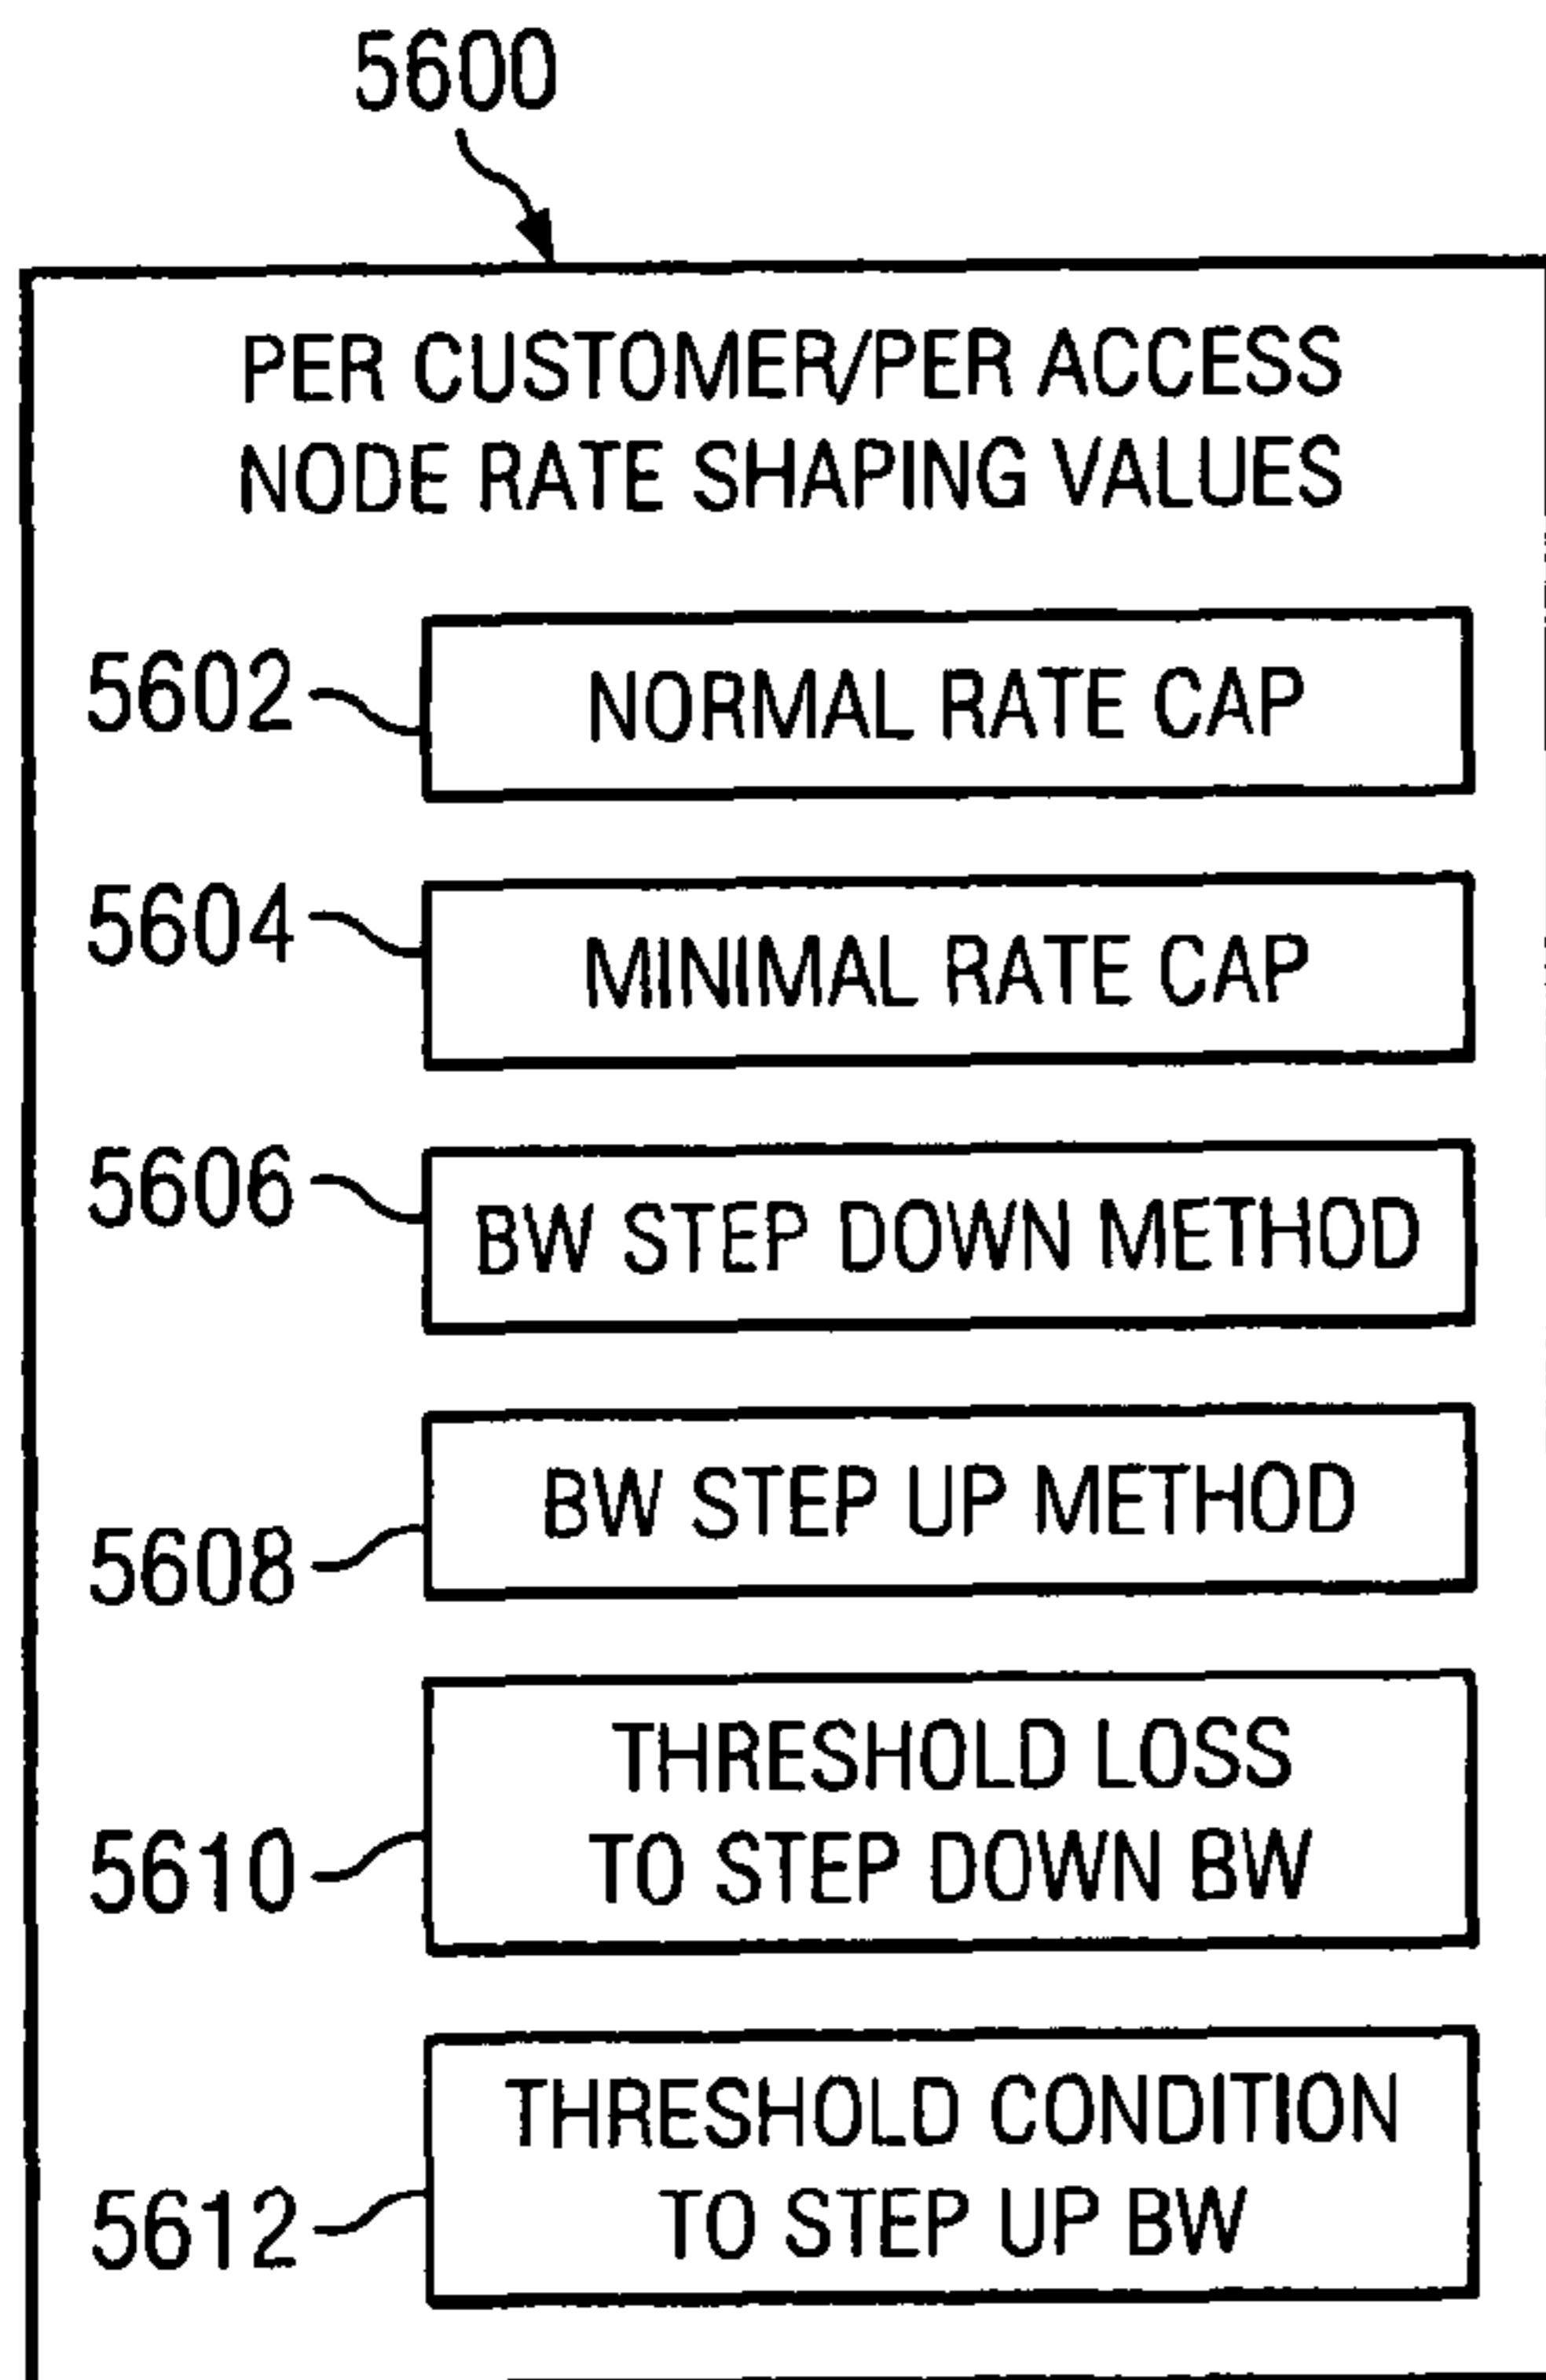 5600
PER CUSTOMER/PER ACCESS
NODE RATE SHAPING VALUES
5602
NORMAL RATE CAP
5604
MINIMAL RATE CAP
5606
BW STEP DOWN METHOD
5608
BW STEP UP METHOD
5610
THRESHOLD LOSS
TO STEP DOWN BW
5612
THRESHOLD CONDITION
TO STEP UP BW